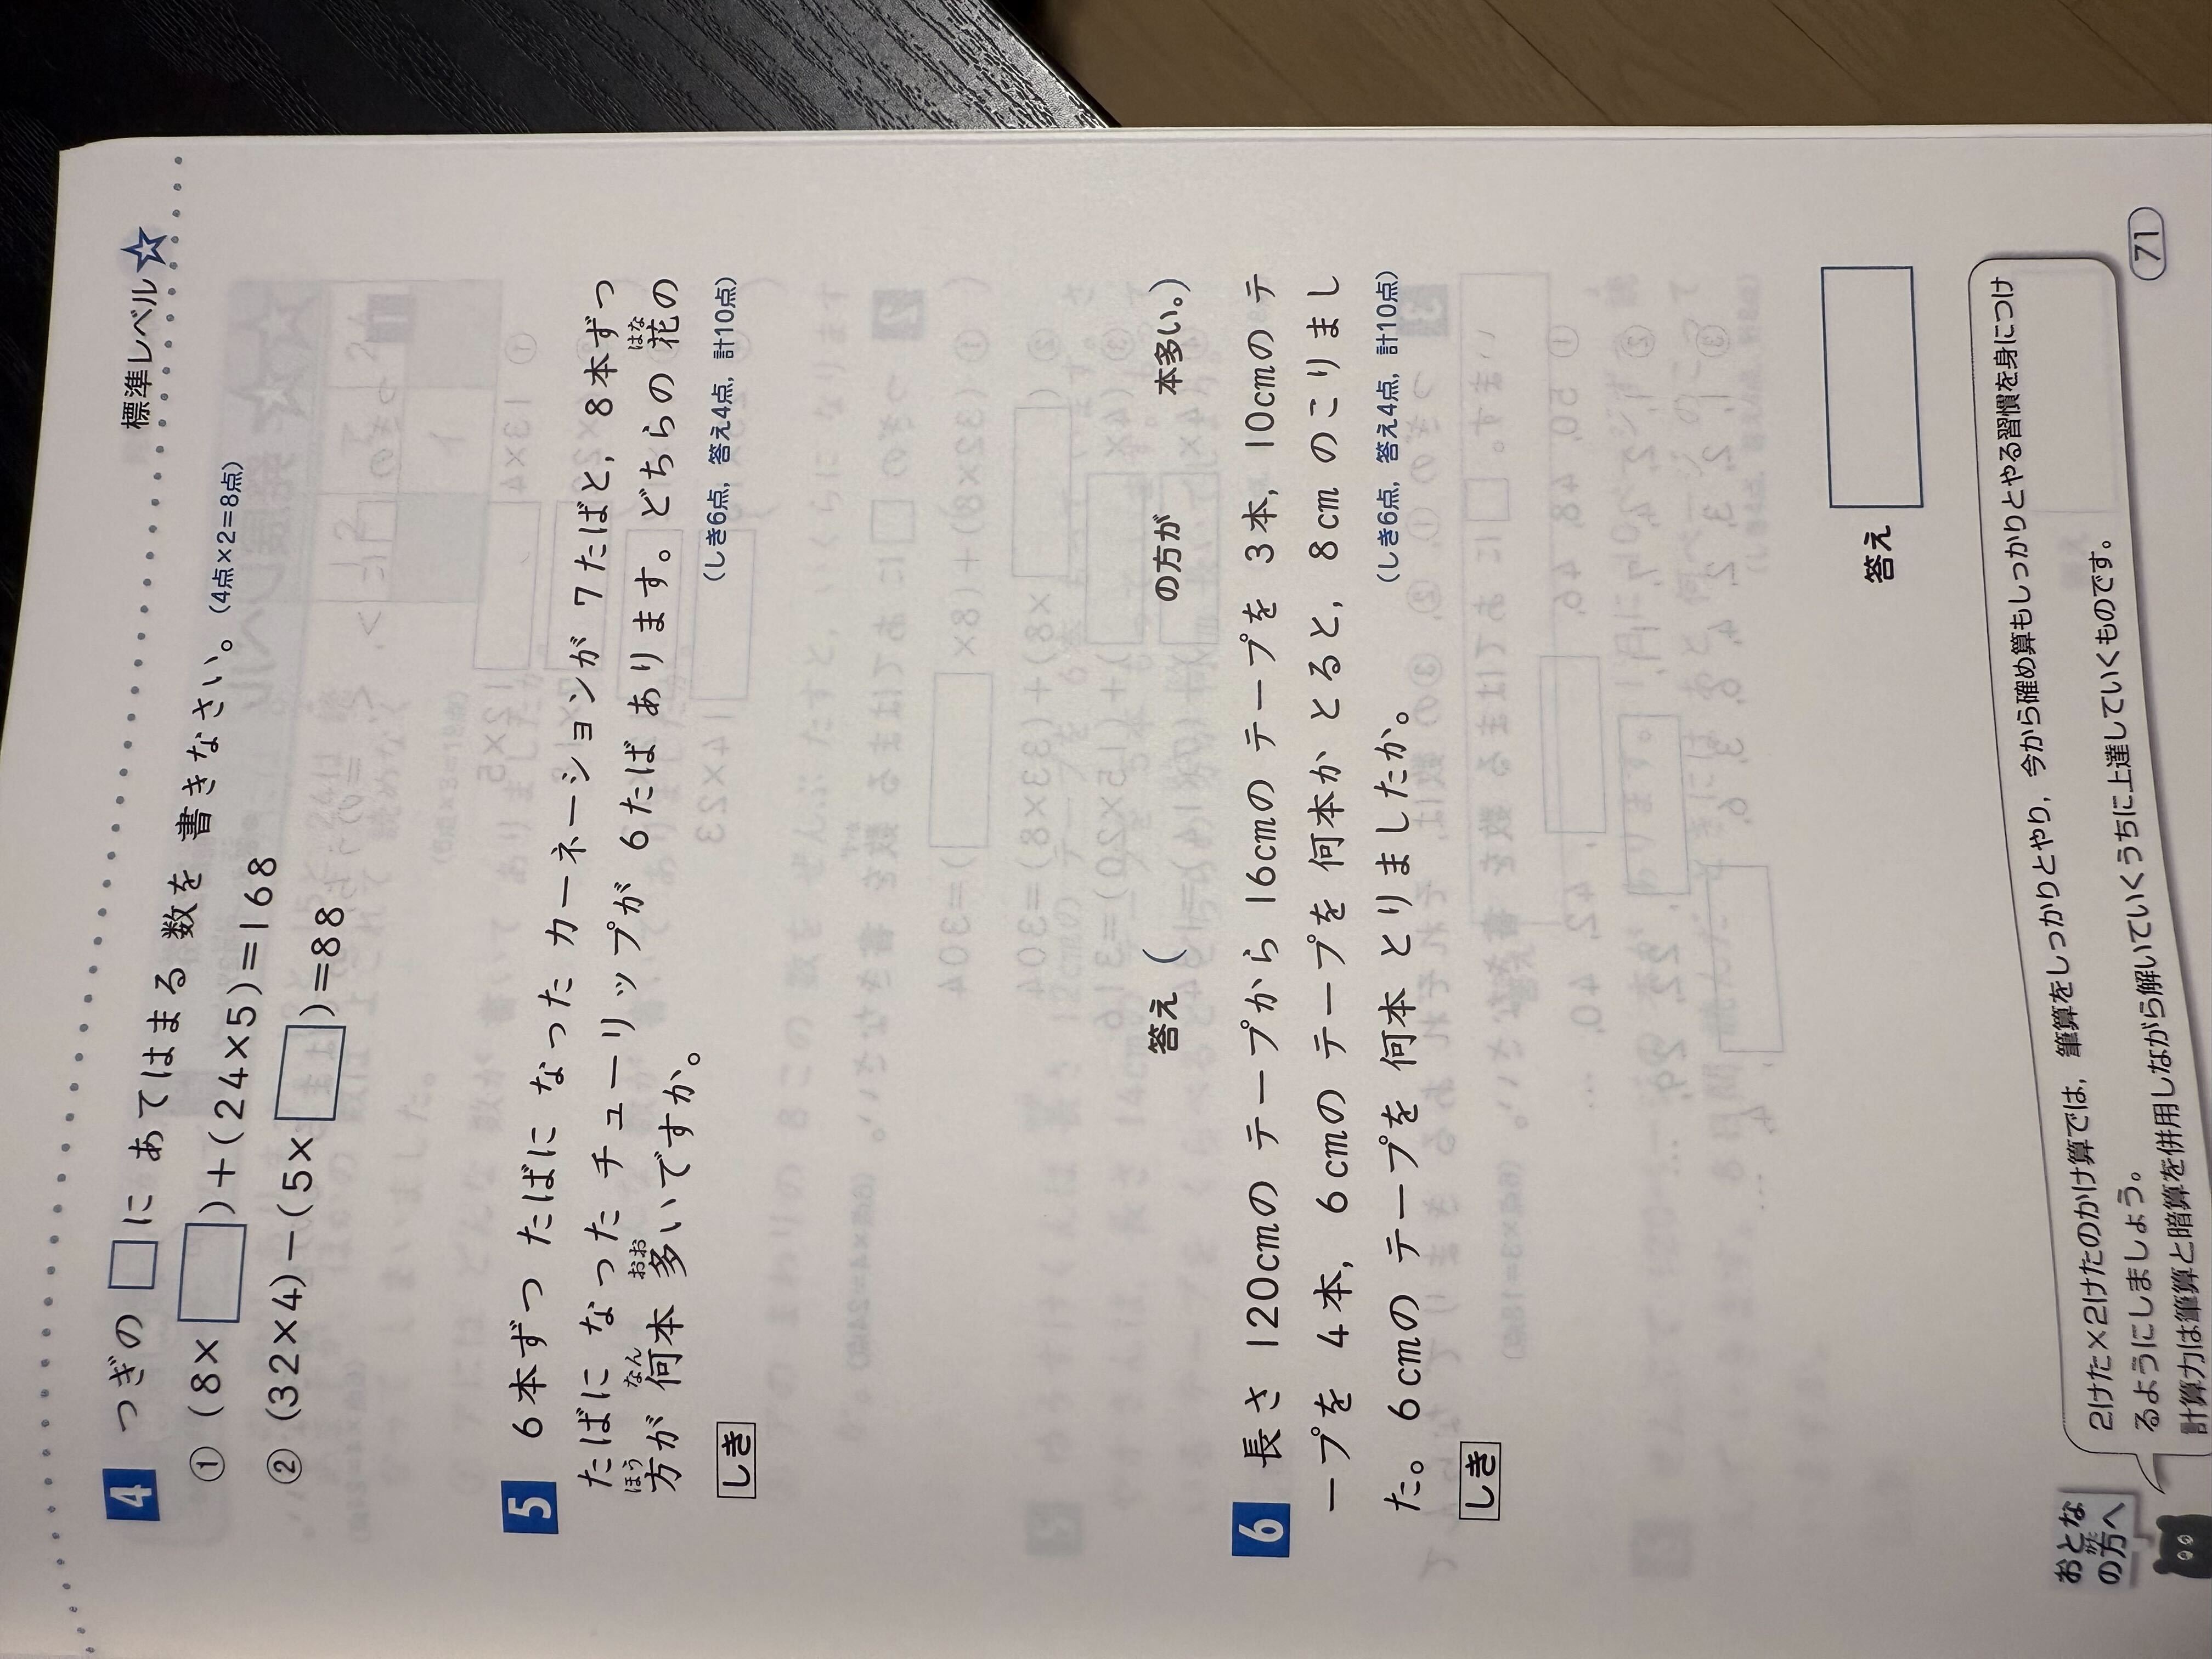 標準レベル☆
4 つぎの □に あてはまる 数を 書きなさい。(4点×2=8点)
① (8×□)+(24×5)=168
② (32×4)-(5×□)=88
5 6本ずつ たばに なった カーネーションが 7たばと, 8本ずつ
たばに なった チューリップが 6たば あります。どちらの 花の
はな
方が 何本 多いですか。
ほう なん おお
(しき6点, 答え4点, 計10点)
しき
答え ( の方が 本多い。)
6 長さ 120cmの テープから 16cmの テープを 3本, 10cmの テ
ープを 4本, 6cmの テープを 何本か とると, 8cm のこりまし
た。6cmの テープを 何本 とりましたか。
(しき6点, 答え4点, 計10点)
しき
答え
おとな
の方へ
かた
2けた×2けたのかけ算では, 筆算をしっかりとやり, 今から確め算もしっかりとやる習慣を身につけ
るようにしましょう。
計算力は筆算と暗算を併用しながら解いていくうちに上達していくものです。
71